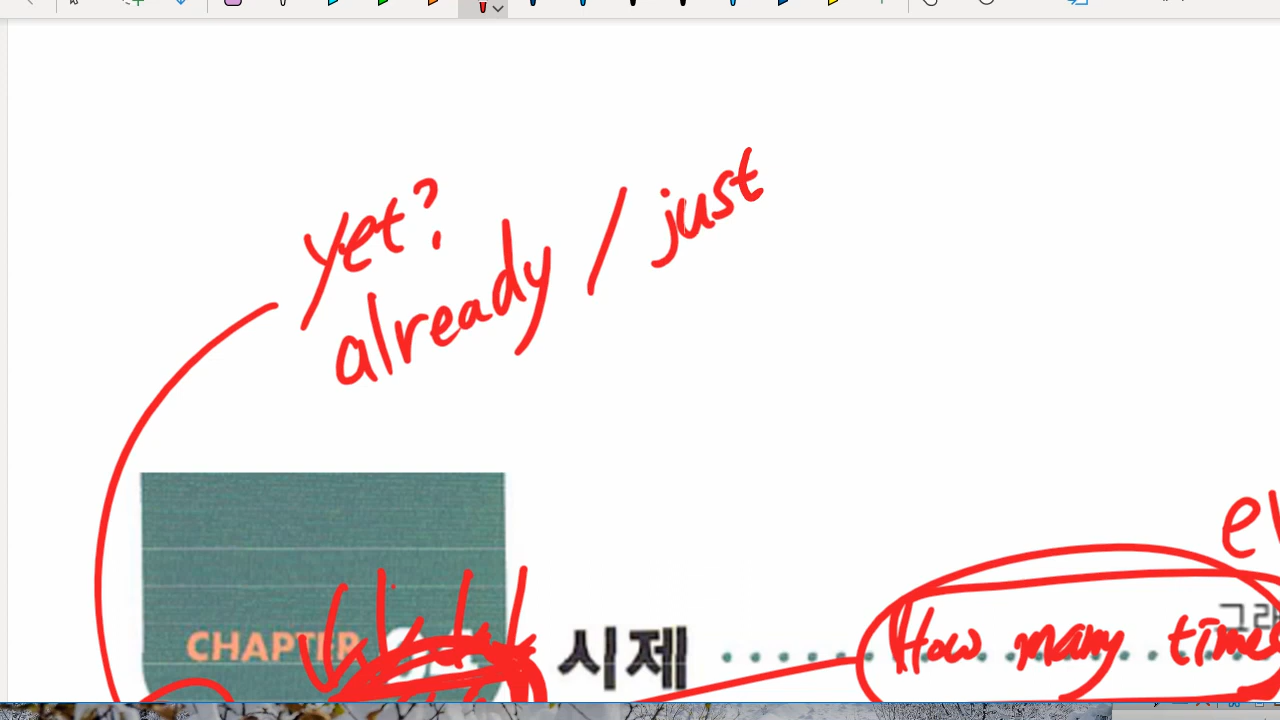 yet?
already / just
CHAPTER
시제
How many times